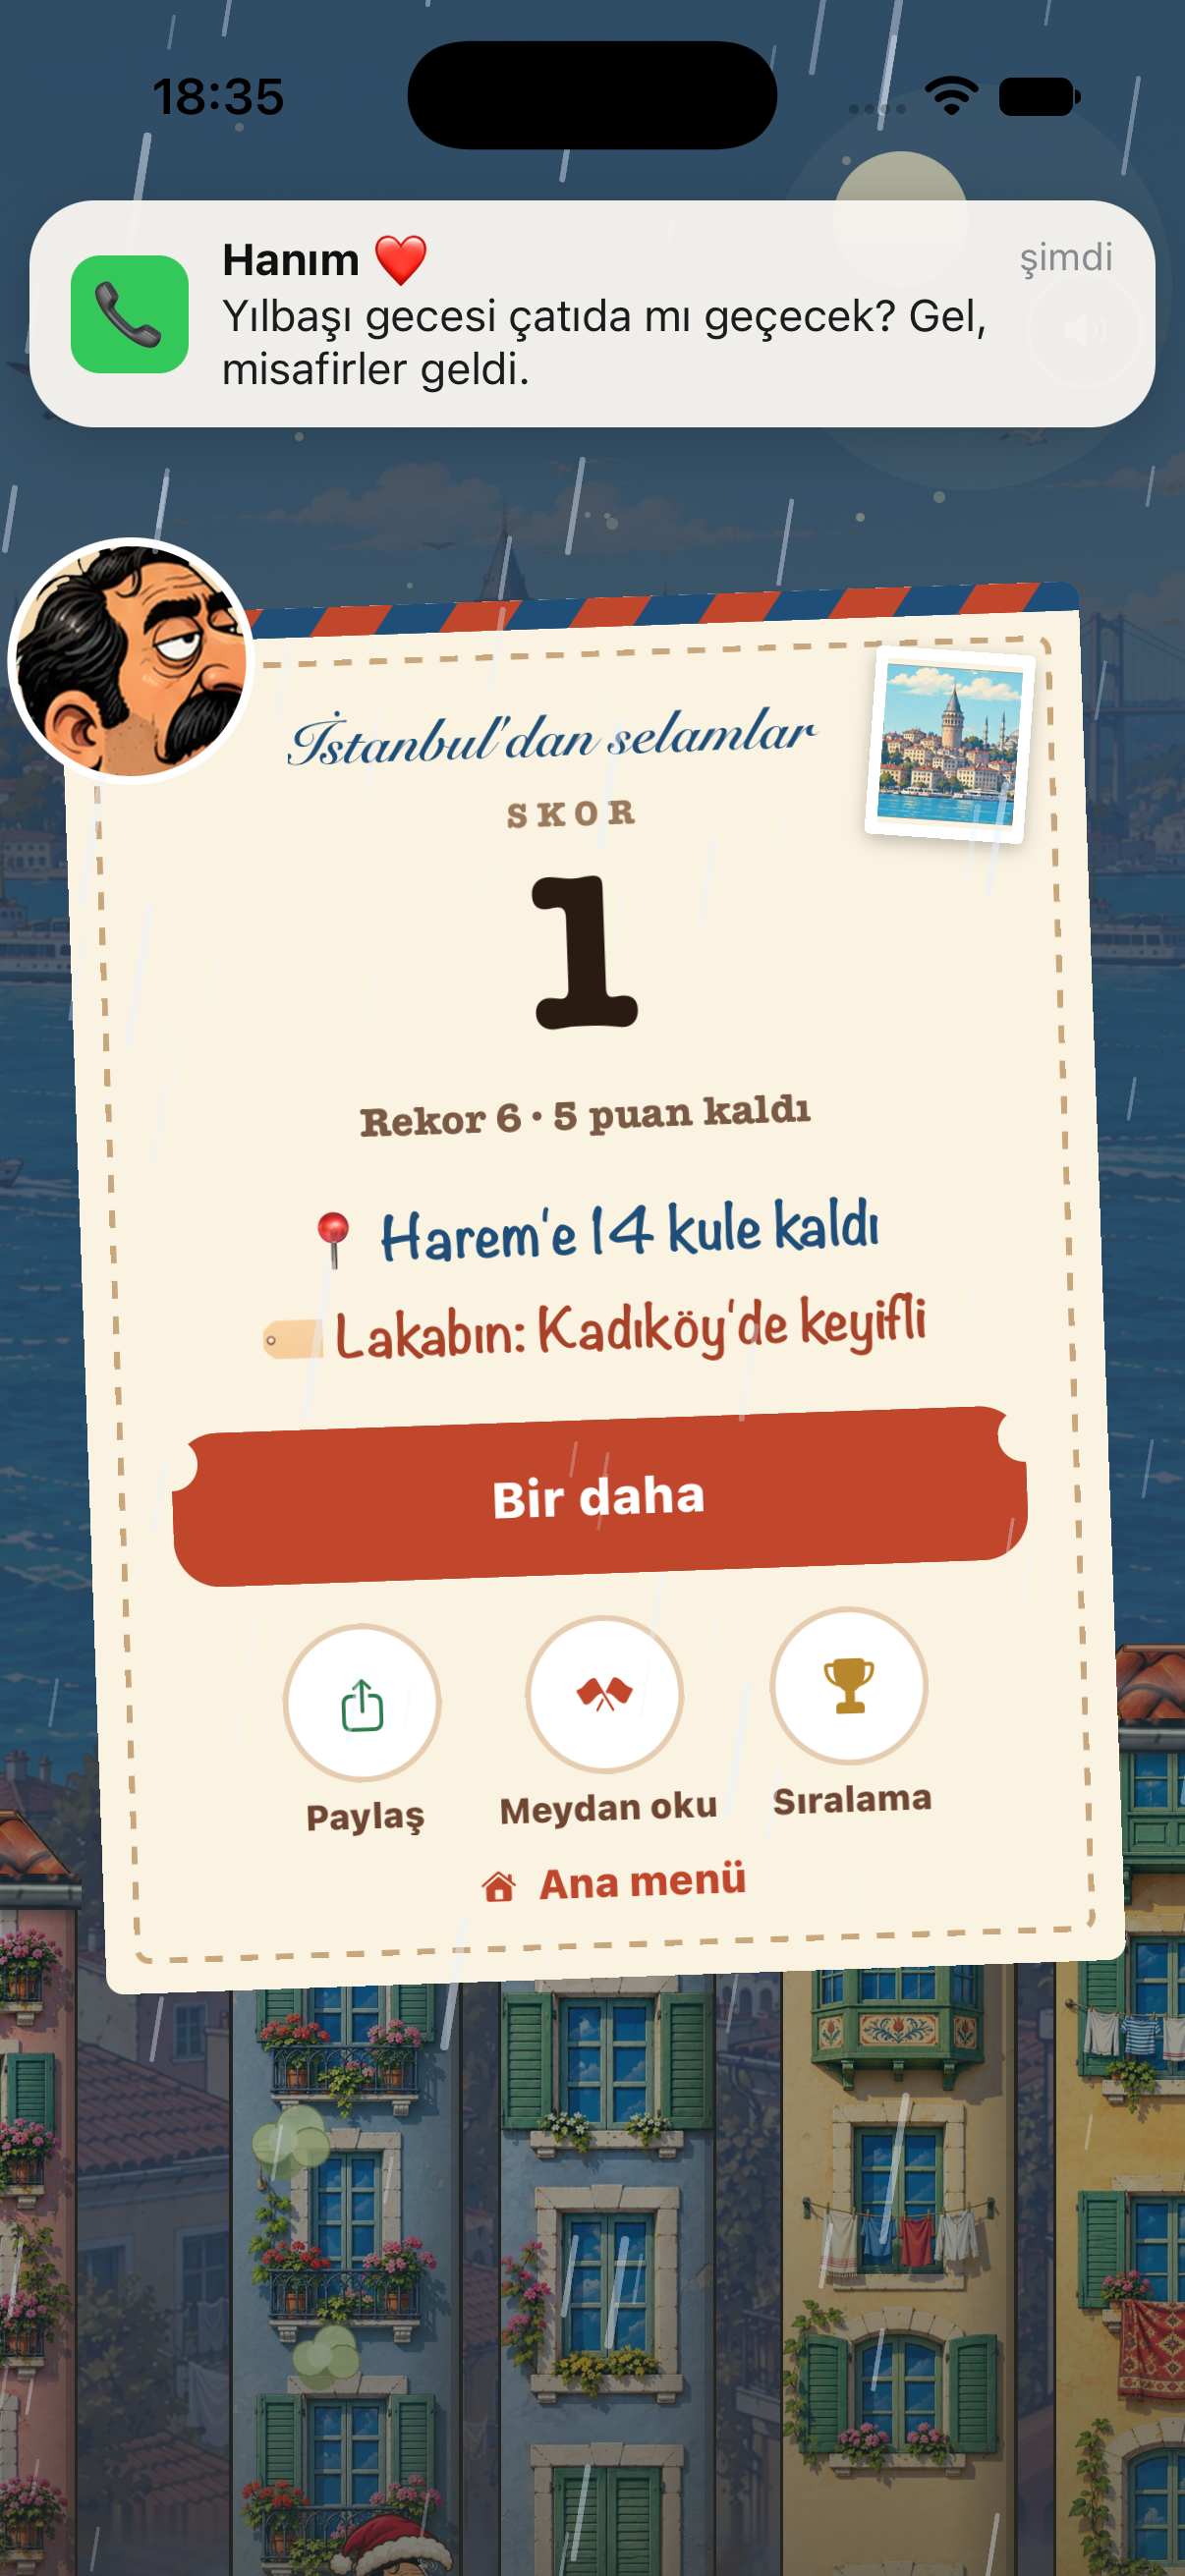 18:35
Hanım ❤️
şimdi
Yılbaşı gecesi çatıda mı geçecek? Gel,
misafirler geldi.
İstanbul'dan selamlar
SKOR
1
Rekor 6 · 5 puan kaldı
📍 Harem'e 14 kule kaldı
🏷️ Lakabın: Kadıköy'de keyifli
Bir daha
Paylaş
Meydan oku
Sıralama
Ana menü